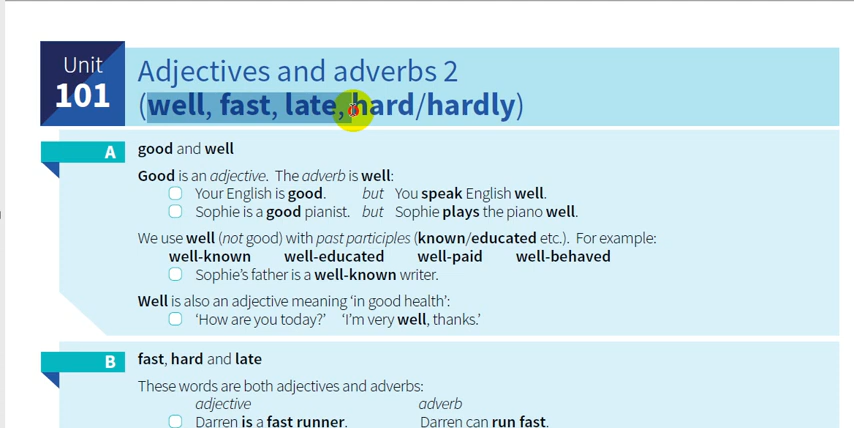 Unit
101
Adjectives and adverbs 2
(well, fast, late, hard/hardly)
A
good and well
Good is an adjective. The adverb is well:
Your English is good. but You speak English well.
Sophie is a good pianist. but Sophie plays the piano well.
We use well (not good) with past participles (known/educated etc.). For example:
well-known well-educated well-paid well-behaved
Sophie’s father is a well-known writer.
Well is also an adjective meaning ‘in good health’:
‘How are you today?’ ‘I’m very well, thanks.’
B
fast, hard and late
These words are both adjectives and adverbs:
adjective adverb
Darren is a fast runner. Darren can run fast.